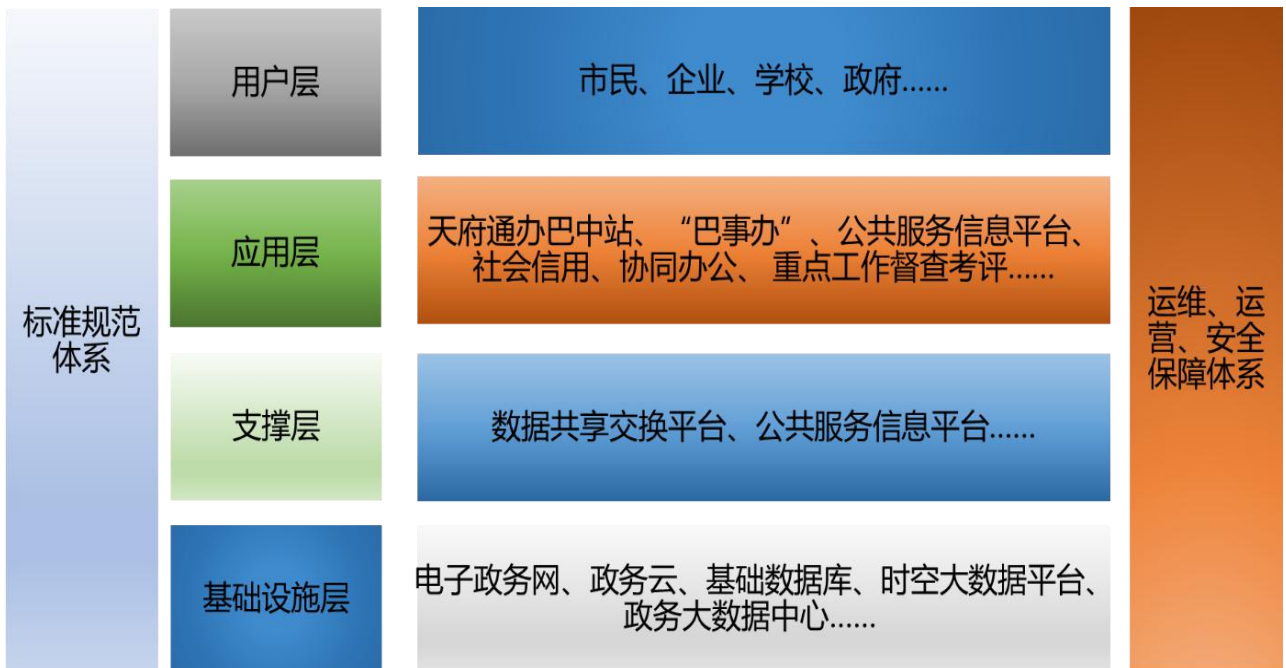 标准规范
体系
用户层
市民、企业、学校、政府……
应用层
天府通办巴中站、“巴事办”、公共服务信息平台、
社会信用、协同办公、 重点工作督查考评……
支撑层
数据共享交换平台、公共服务信息平台……
基础设施层
电子政务网、政务云、基础数据库、时空大数据平台、
政务大数据中心……
运维、运
营、安全
保障体系